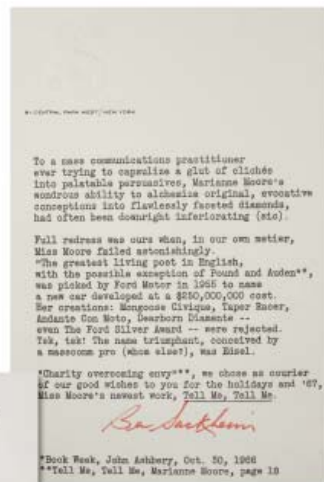 91 CENTRAL PARK WEST / NEW YORK
To a mass communications practitioner
ever trying to capsulize a glut of clichés
into palatable persuasives, Marianne Moore's
wondrous ability to alchemize original, evocative
conceptions into flawlessly faceted diamonds,
had often been downright inferiorating (sic).
Full redress was ours when, in our own metier,
Miss Moore failed astonishingly.
"The greatest living poet in English,
with the possible exception of Pound and Auden"*,
was picked by Ford Motor in 1955 to name
a new car developed at a $250,000,000 cost.
Her creations: Mongoose Civique, Taper Racer,
Andante Con Moto, Dearborn Diamante --
even The Ford Silver Award -- were rejected.
Tsk, tsk! The name triumphant, conceived by
a masscomm pro (whom else?), was Edsel.
"Charity overcoming envy"**, we chose as courier
of our good wishes to you for the holidays and '67,
Miss Moore's newest work, Tell Me, Tell Me.
Ben Sackheim
*Book Week, John Ashbery, Oct. 30, 1966
**Tell Me, Tell Me, Marianne Moore, page 18